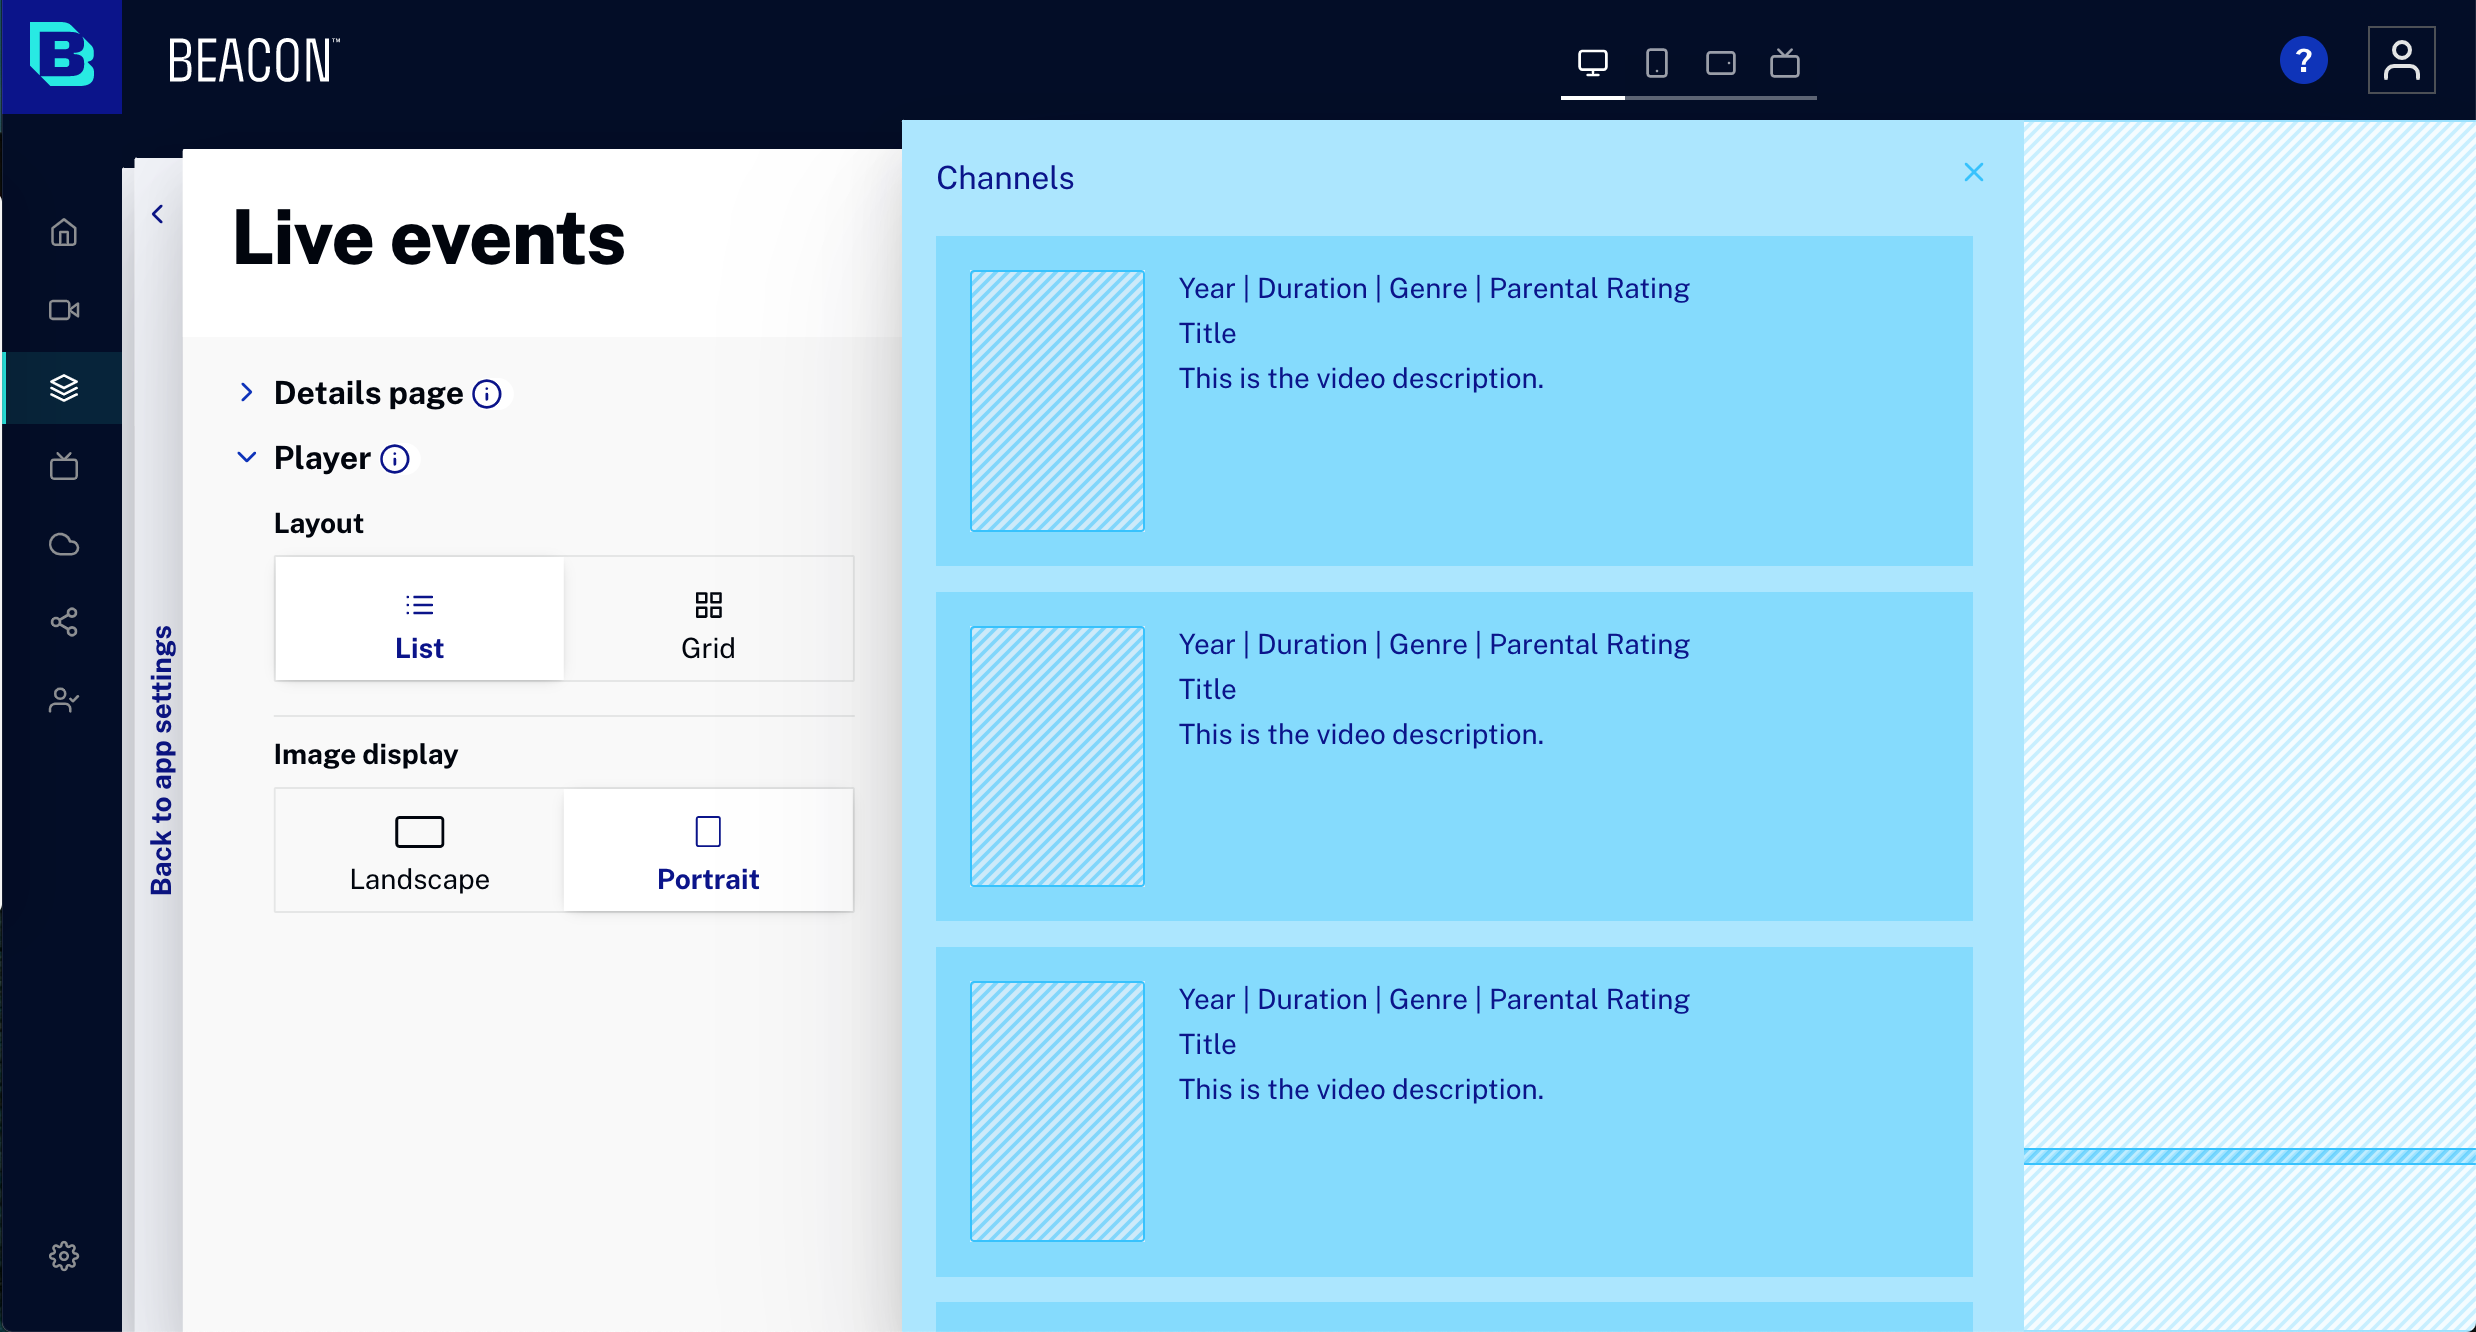 BEACON™
?
Live events
Back to app settings
Details page
Player
Layout
List
Grid
Image display
Landscape
Portrait
Channels
Year | Duration | Genre | Parental Rating
Title
This is the video description.
Year | Duration | Genre | Parental Rating
Title
This is the video description.
Year | Duration | Genre | Parental Rating
Title
This is the video description.